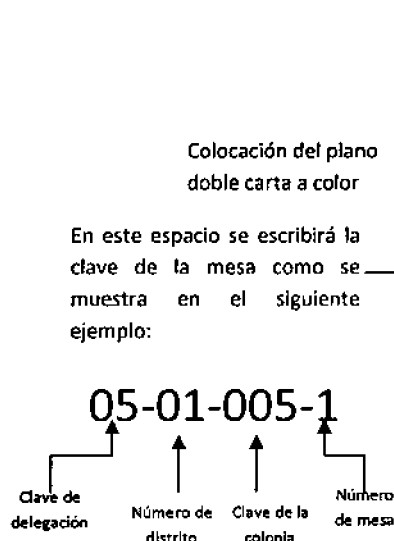 Colocación del plano
doble carta a color
En este espacio se escribirá la
clave de la mesa como se
muestra en el siguiente
ejemplo:
05-01-005-1
Clave de
delegación
Número de
distrito
Clave de la
colonia
Número
de mesa